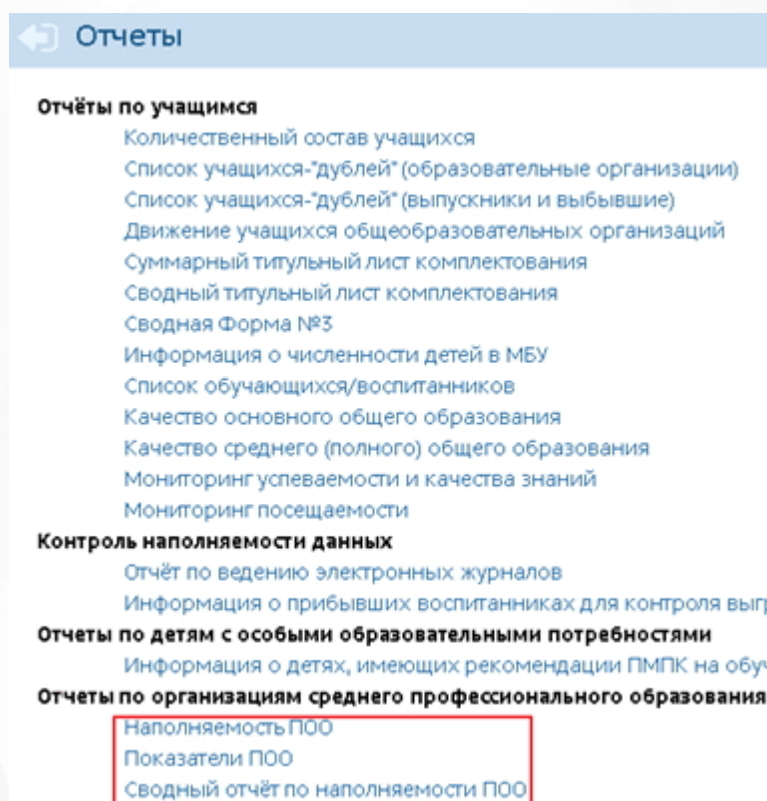 Отчеты
Отчёты по учащимся
Количественный состав учащихся
Список учащихся-"дублей" (образовательные организации)
Список учащихся-"дублей" (выпускники и выбывшие)
Движение учащихся общеобразовательных организаций
Суммарный титульный лист комплектования
Сводный титульный лист комплектования
Сводная Форма №3
Информация о численности детей в МБУ
Список обучающихся/воспитанников
Качество основного общего образования
Качество среднего (полного) общего образования
Мониторинг успеваемости и качества знаний
Мониторинг посещаемости
Контроль наполняемости данных
Отчёт по ведению электронных журналов
Информация о прибывших воспитанниках для контроля
Отчеты по детям с особыми образовательными потребностями
Информация о детях, имеющих рекомендации ПМПК на
Отчеты по организациям среднего профессионального образования
Наполняемость ПОО
Показатели ПОО
Сводный отчёт по наполняемости ПОО